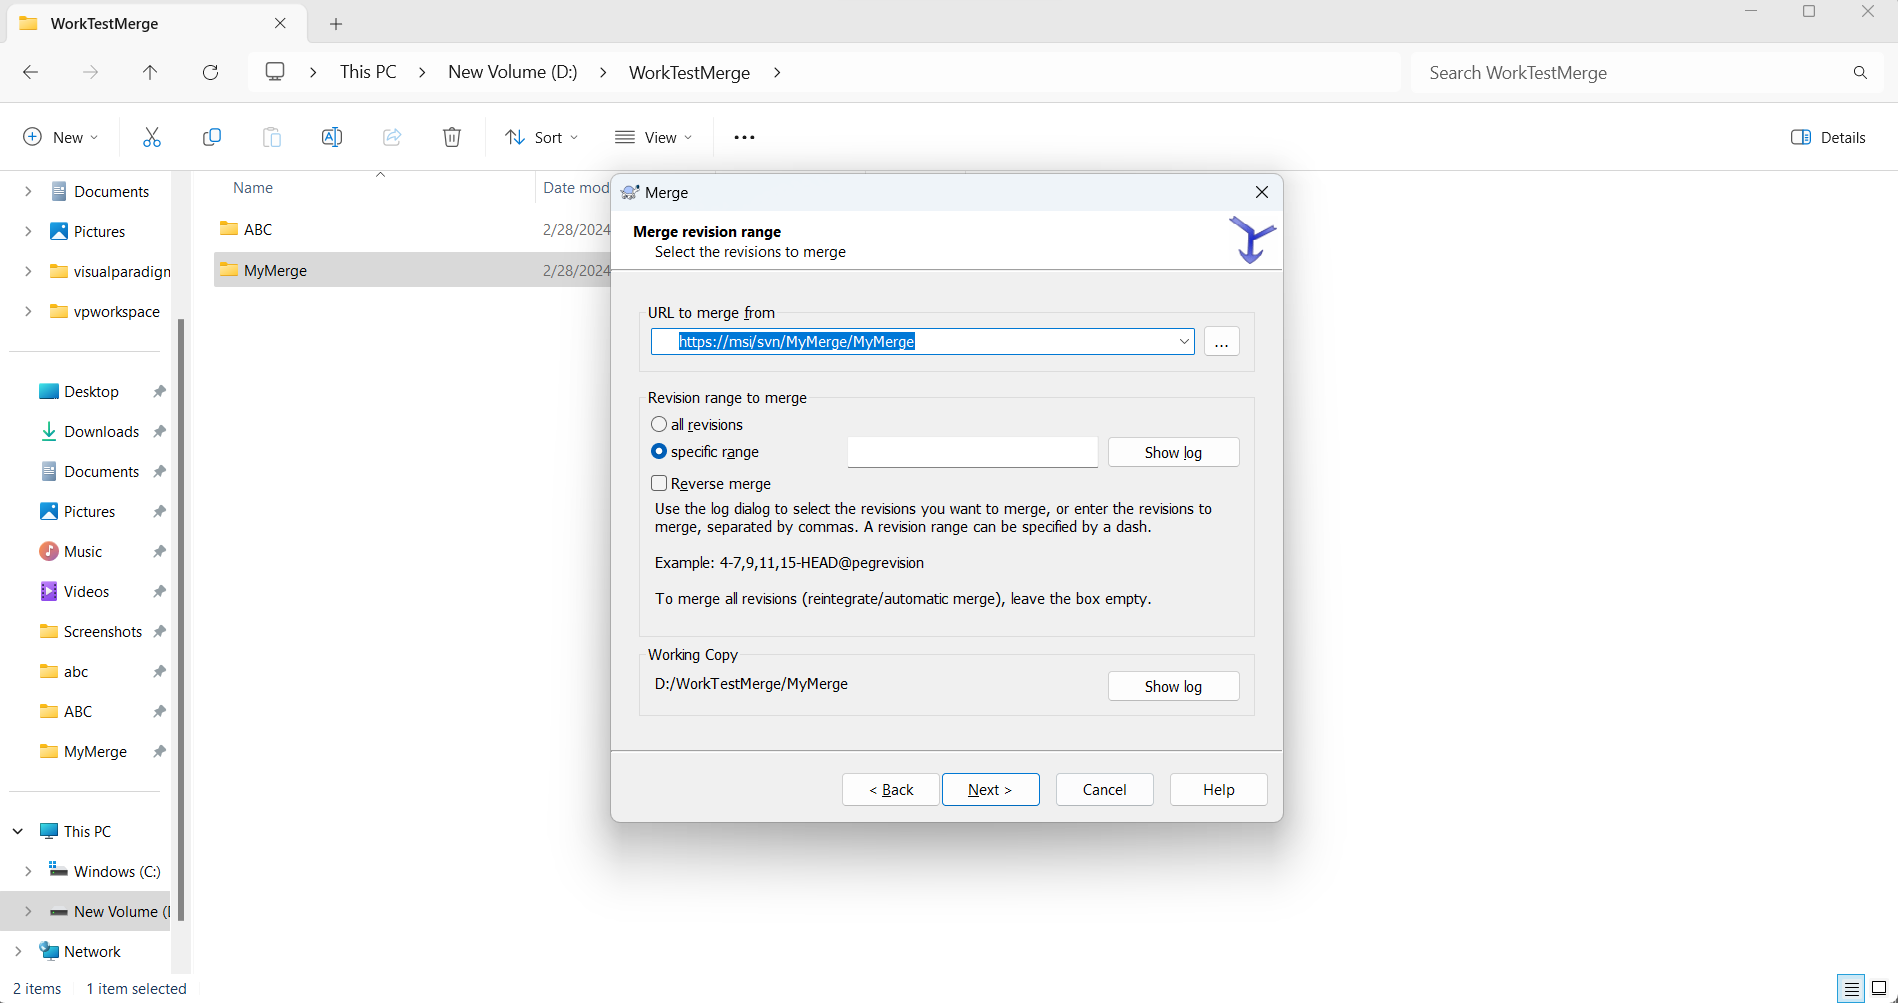 WorkTestMerge
This PC
New Volume (D:)
WorkTestMerge
Search WorkTestMerge
New
Sort
View
Details
Documents
Pictures
visualparadign
vpworkspace
Desktop
Downloads
Documents
Pictures
Music
Videos
Screenshots
abc
ABC
MyMerge
This PC
Windows (C:)
New Volume (I
Network
2 items
1 item selected
Name
Date mod
ABC
2/28/2024
MyMerge
2/28/2024
Merge
Merge revision range
Select the revisions to merge
URL to merge from
https://msi/svn/MyMerge/MyMerge
...
Revision range to merge
all revisions
specific range
Show log
Reverse merge
Use the log dialog to select the revisions you want to merge, or enter the revisions to
merge, separated by commas. A revision range can be specified by a dash.
Example: 4-7,9,11,15-HEAD@pegrevision
To merge all revisions (reintegrate/automatic merge), leave the box empty.
Working Copy
D:/WorkTestMerge/MyMerge
Show log
< Back
Next >
Cancel
Help